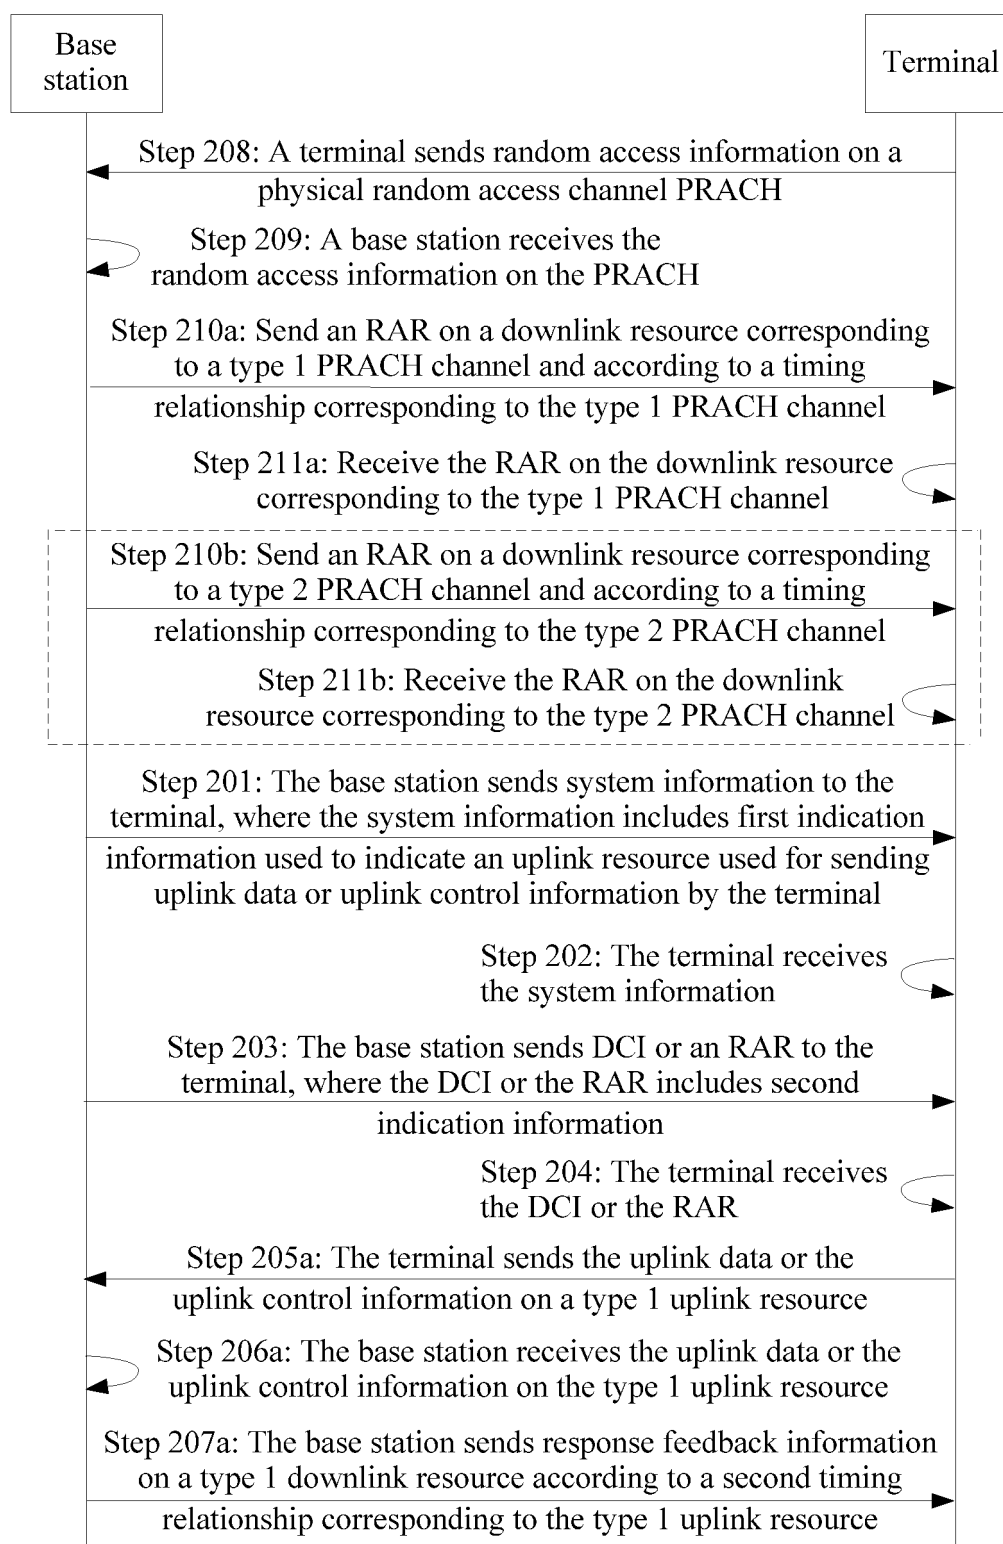 Base
station
Terminal
Step 208: A terminal sends random access information on a
physical random access channel PRACH
Step 209: A base station receives the
random access information on the PRACH
Step 210a: Send an RAR on a downlink resource corresponding
to a type 1 PRACH channel and according to a timing
relationship corresponding to the type 1 PRACH channel
Step 211a: Receive the RAR on the downlink resource
corresponding to the type 1 PRACH channel
Step 210b: Send an RAR on a downlink resource corresponding
to a type 2 PRACH channel and according to a timing
relationship corresponding to the type 2 PRACH channel
Step 211b: Receive the RAR on the downlink
resource corresponding to the type 2 PRACH channel
Step 201: The base station sends system information to the
terminal, where the system information includes first indication
information used to indicate an uplink resource used for sending
uplink data or uplink control information by the terminal
Step 202: The terminal receives
the system information
Step 203: The base station sends DCI or an RAR to the
terminal, where the DCI or the RAR includes second
indication information
Step 204: The terminal receives
the DCI or the RAR
Step 205a: The terminal sends the uplink data or the
uplink control information on a type 1 uplink resource
Step 206a: The base station receives the uplink data or the
uplink control information on the type 1 uplink resource
Step 207a: The base station sends response feedback information
on a type 1 downlink resource according to a second timing
relationship corresponding to the type 1 uplink resource